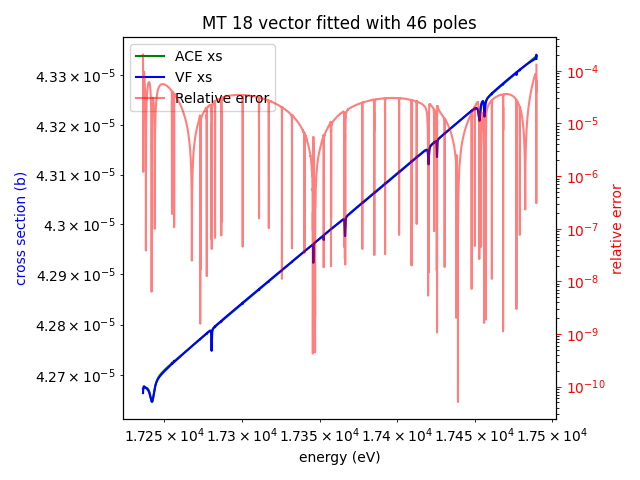 MT 18 vector fitted with 46 poles
ACE xs
VF xs
Relative error
cross section (b)
4.33 × 10⁻⁵
4.32 × 10⁻⁵
4.31 × 10⁻⁵
4.3 × 10⁻⁵
4.29 × 10⁻⁵
4.28 × 10⁻⁵
4.27 × 10⁻⁵
10⁻⁴
10⁻⁵
10⁻⁶
10⁻⁷
10⁻⁸
10⁻⁹
10⁻¹⁰
relative error
1.725 × 10⁴ 1.73 × 10⁴ 1.735 × 10⁴ 1.74 × 10⁴ 1.745 × 10⁴ 1.75 × 10⁴
energy (eV)